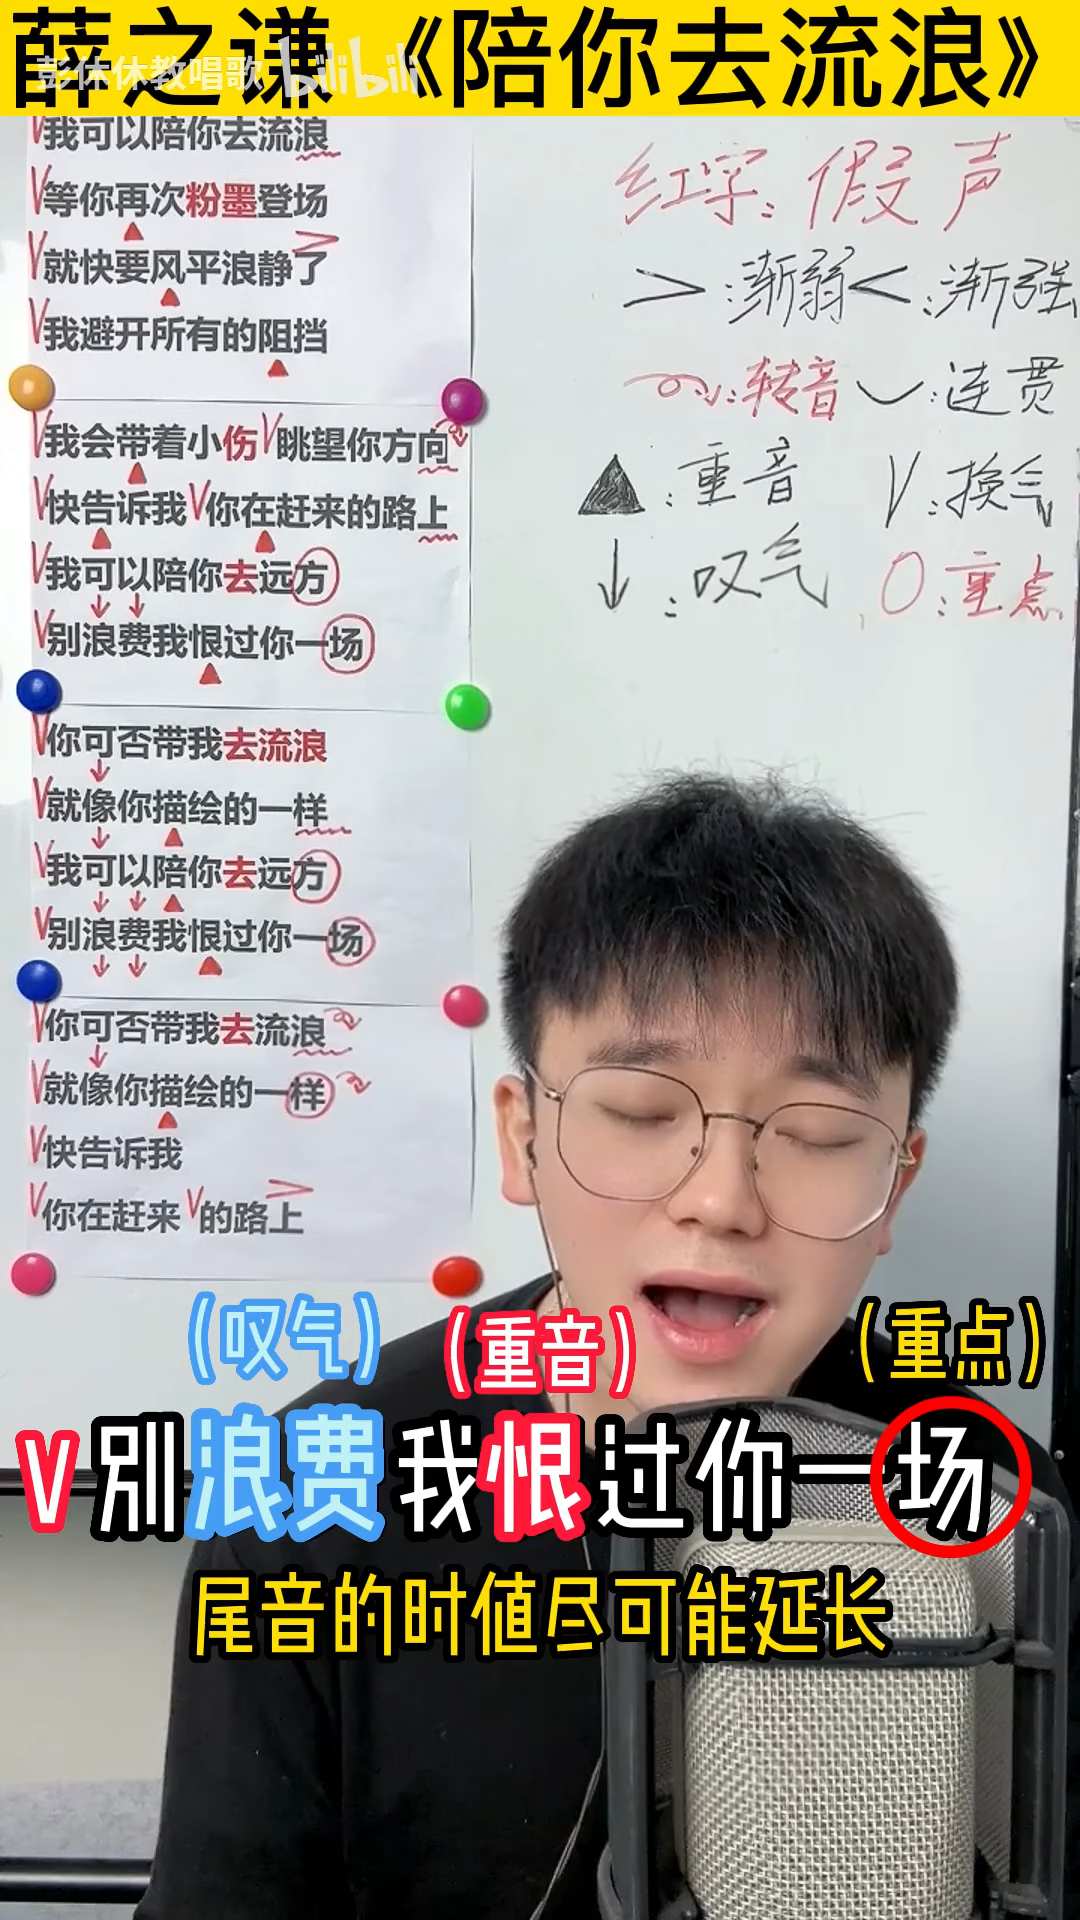 薛之谦《陪你去流浪》
彭休休教唱歌 bilibili
V我可以陪你去流浪
V等你再次粉墨登场
V就快要风平浪静了
V我避开所有的阻挡
V我会带着小伤V眺望你方向
V快告诉我V你在赶来的路上
V我可以陪你去远方
V别浪费我恨过你一场
V你可否带我去流浪
V就像你描绘的一样
V我可以陪你去远方
V别浪费我恨过你一场
V你可否带我去流浪
V就像你描绘的一样
V快告诉我
V你在赶来V的路上
红字:假声
>:渐弱<:渐强
:转音 :连贯
▲:重音 V:换气
↓:叹气 O:重点
(叹气) (重音) (重点)
V别浪费我恨过你一场
尾音的时值尽可能延长